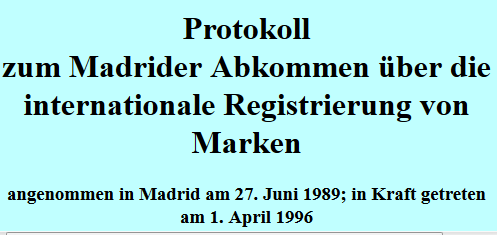 Protokoll
zum Madrider Abkommen über die
internationale Registrierung von
Marken
angenommen in Madrid am 27. Juni 1989; in Kraft getreten
am 1. April 1996